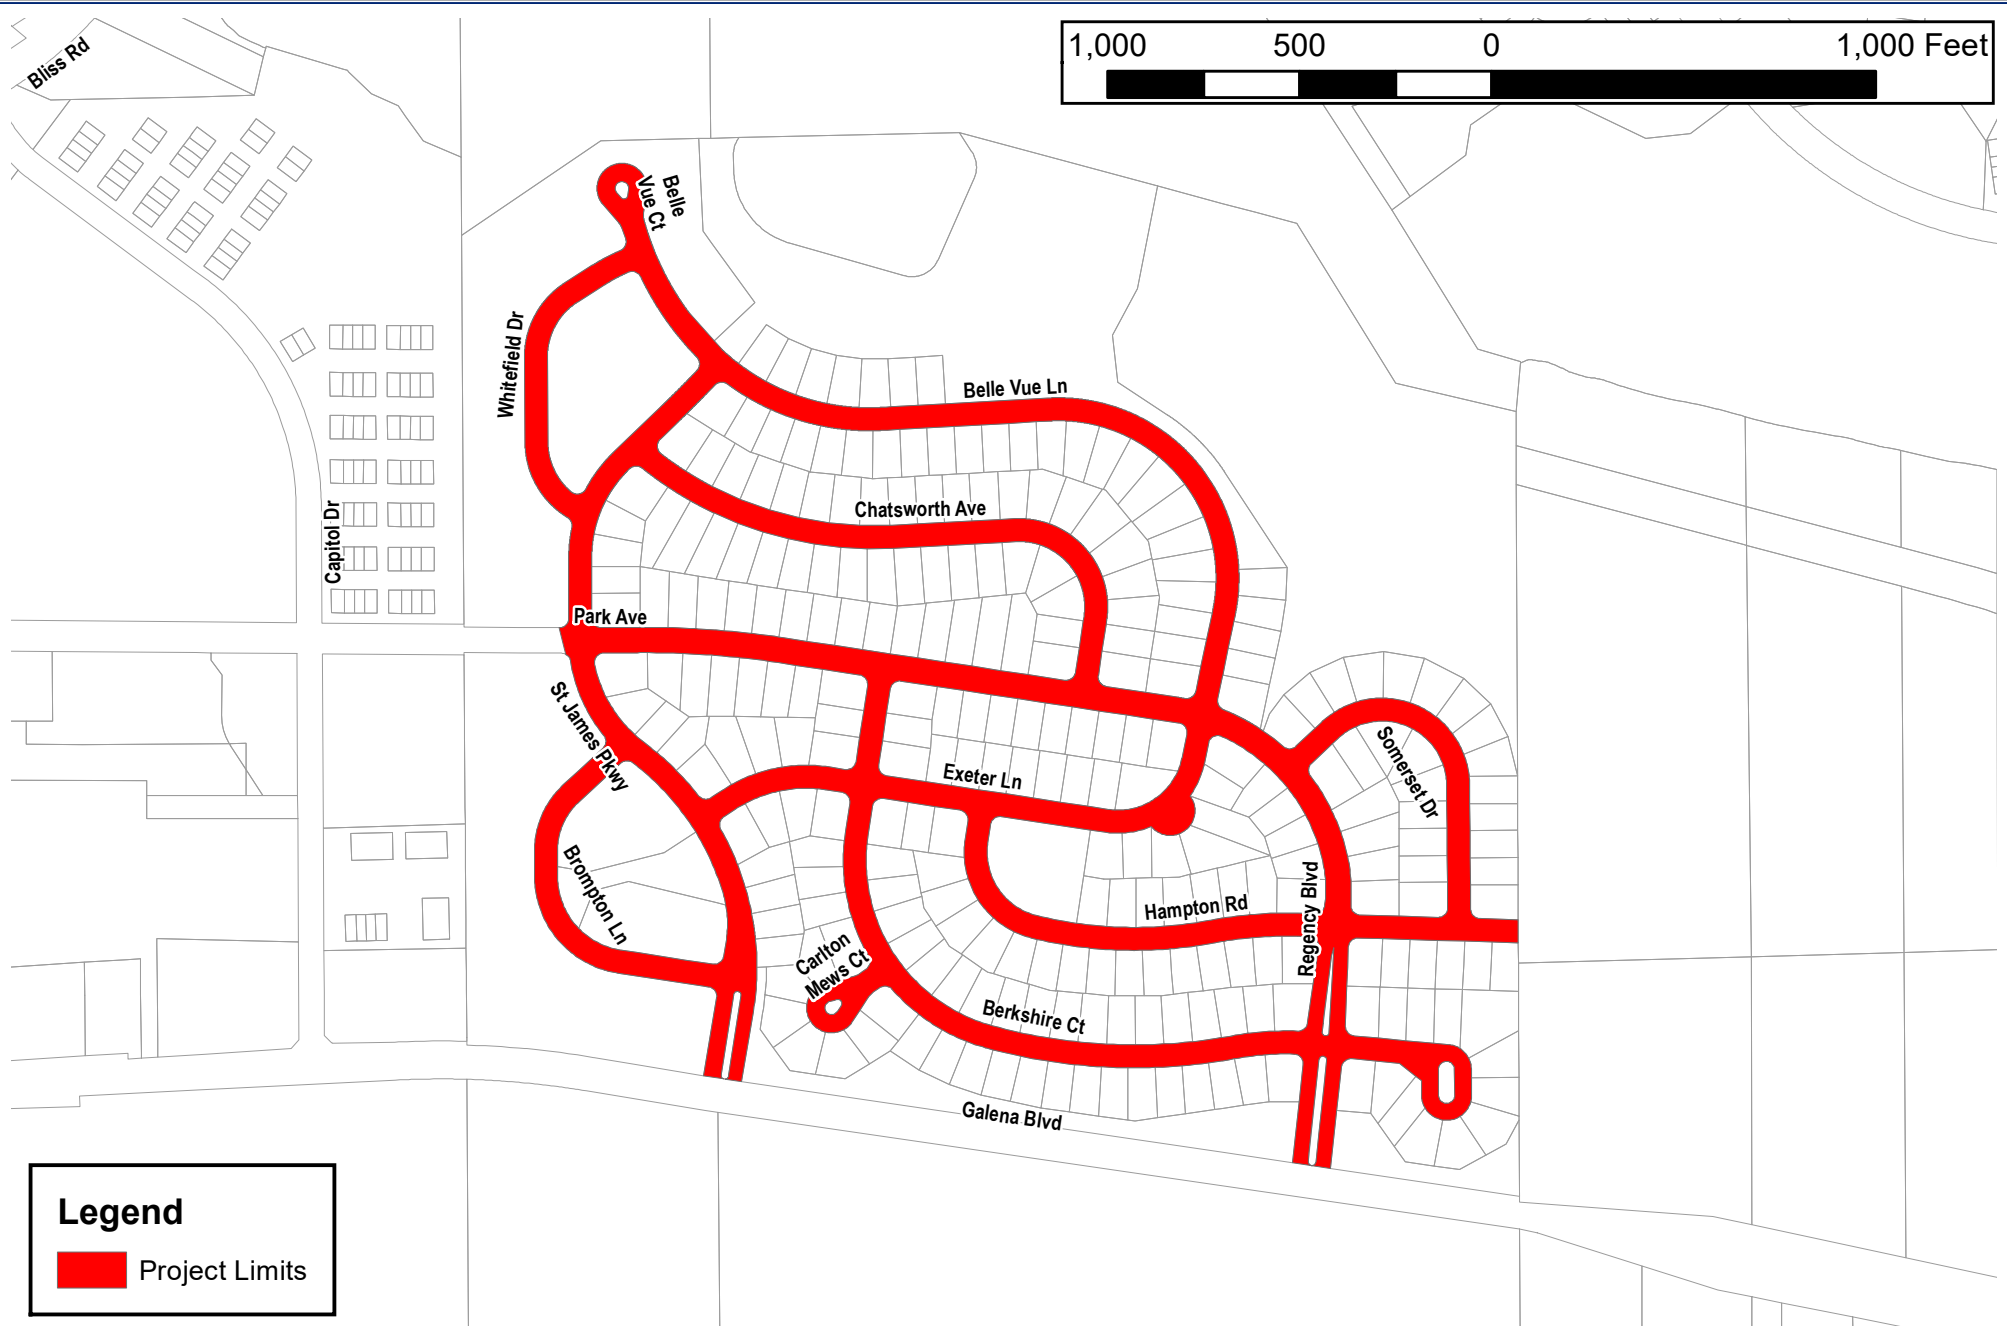 1,000 500 0 1,000 Feet
Bliss Rd
Belle
Vue Ct
Whitefield Dr
Belle Vue Ln
Chatsworth Ave
Capitol Dr
Park Ave
St James Pkwy
Somerset Dr
Exeter Ln
Brompton Ln
Regency Blvd
Hampton Rd
Carlton
Mews Ct
Berkshire Ct
Galena Blvd
Legend
Project Limits